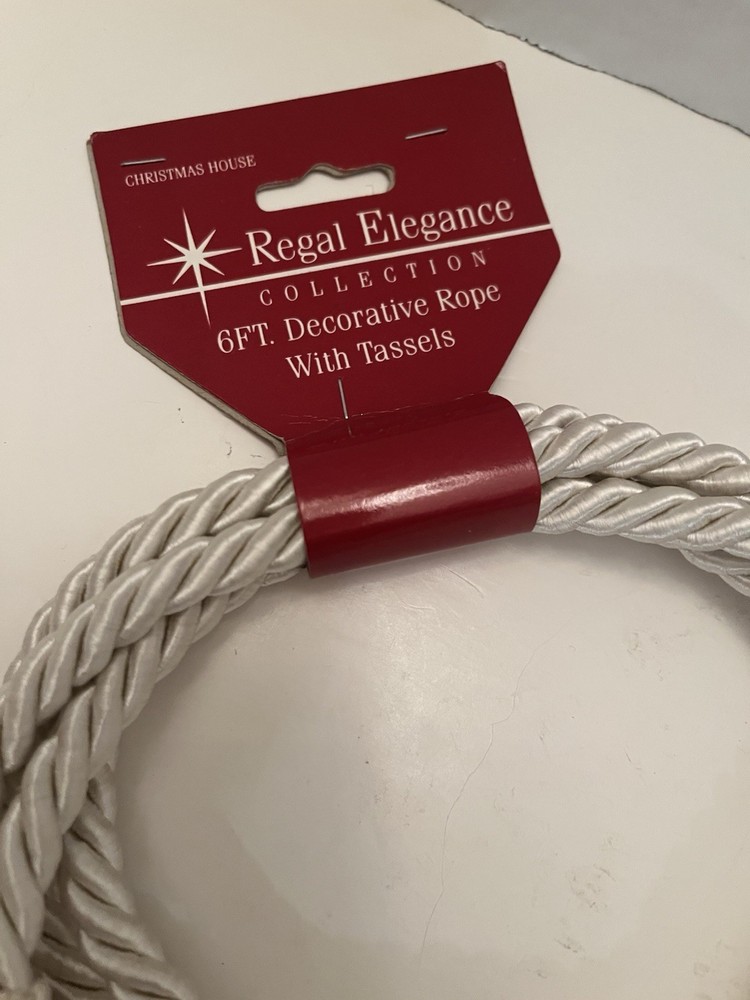 CHRISTMAS HOUSE
Regal Elegance
COLLECTION
6FT. Decorative Rope
With Tassels